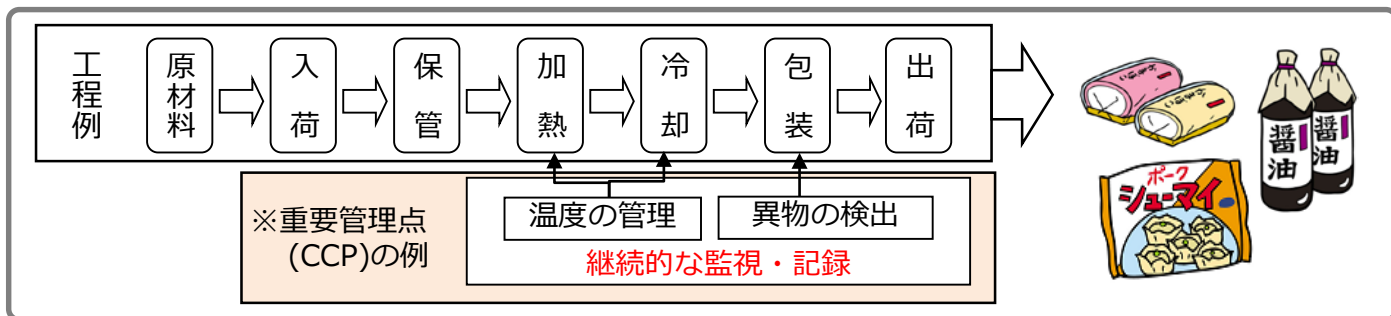 工程例
原材料
入荷
保管
加熱
冷却
包装
出荷
※重要管理点
(CCP)の例
温度の管理
異物の検出
継続的な監視・記録
醤油
醤油
ポーク
シューマイ